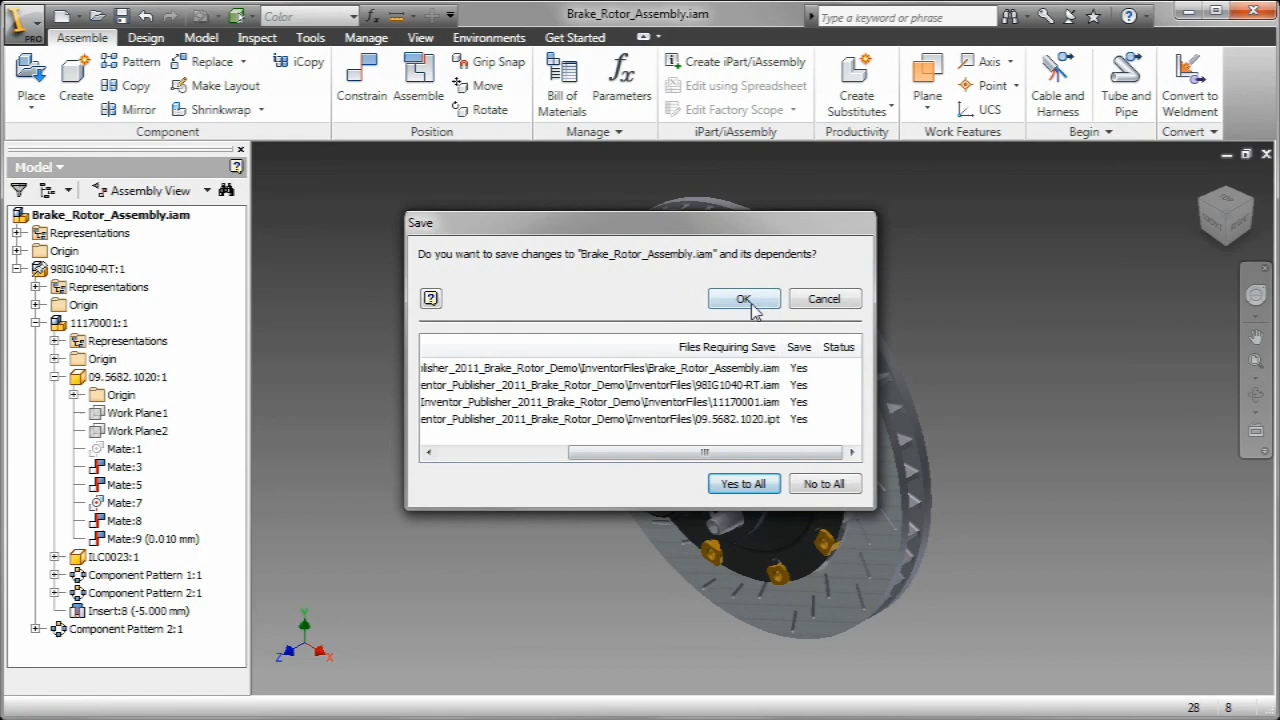 PRO
Color
Brake_Rotor_Assembly.iam
Type a keyword or phrase
Assemble Design Model Inspect Tools Manage View Environments Get Started
Place
Create
Pattern
Copy
Mirror
Replace
Make Layout
Shrinkwrap
iCopy
Component
Constrain
Assemble
Grip Snap
Move
Rotate
Position
Bill of
Materials
Parameters
Manage
Create iPart/iAssembly
Edit using Spreadsheet
Edit Factory Scope
iPart/iAssembly
Create
Substitutes
Productivity
Plane
Axis
Point
UCS
Work Features
Cable and
Harness
Tube and
Pipe
Begin
Convert to
Weldment
Convert
Model
Assembly View
Brake_Rotor_Assembly.iam
Representations
Origin
98IG1040-RT:1
Representations
Origin
11170001:1
Representations
Origin
09.5682.1020:1
Origin
Work Plane1
Work Plane2
Mate:1
Mate:3
Mate:5
Mate:7
Mate:8
Mate:9 (0.010 mm)
ILC0023:1
Component Pattern 1:1
Component Pattern 2:1
Insert:8 (-5.000 mm)
Component Pattern 2:1
Save
Do you want to save changes to "Brake_Rotor_Assembly.iam" and its dependents?
OK Cancel
Files Requiring Save Save Status
blisher_2011_Brake_Rotor_Demo\InventorFiles\Brake_Rotor_Assembly.iam Yes
entor_Publisher_2011_Brake_Rotor_Demo\InventorFiles\98IG1040-RT.iam Yes
Inventor_Publisher_2011_Brake_Rotor_Demo\InventorFiles\11170001.iam Yes
entor_Publisher_2011_Brake_Rotor_Demo\InventorFiles\09.5682.1020.ipt Yes
Yes to All No to All
TOP
Y
Z
X
28 8